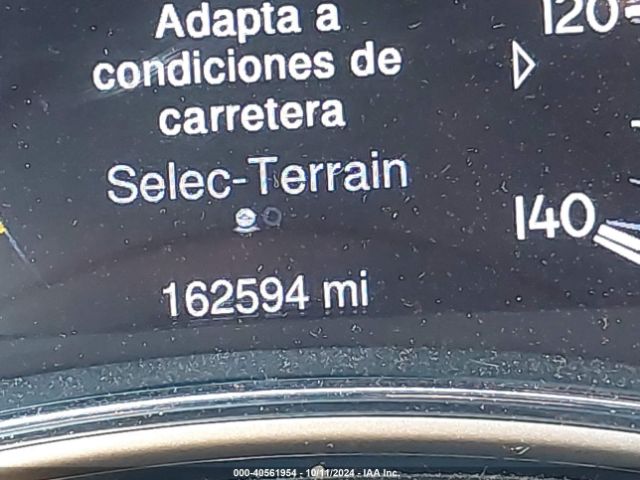 Adapta a
condiciones de
carretera
Selec-Terrain
162594 mi
120
140
000-40561954 - 10/11/2024 - IAA Inc.